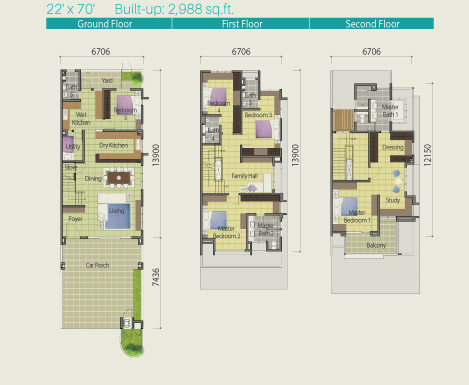 22' x 70' Built-up: 2,988 sq.ft.
Ground Floor
First Floor
Second Floor
6706
Yard
Bath 5
Bedroom 5
Wet Kitchen
Utility
Dry Kitchen
Store
Dining
Living
Foyer
Car Porch
13900
7436
6706
Bedroom 4
Bath 3
Bedroom 3
Bath 4
Family Hall
Master Bedroom 2
Master Bath 2
13900
6706
Master Bath 1
Dressing
Study
Master Bedroom 1
Balcony
12150